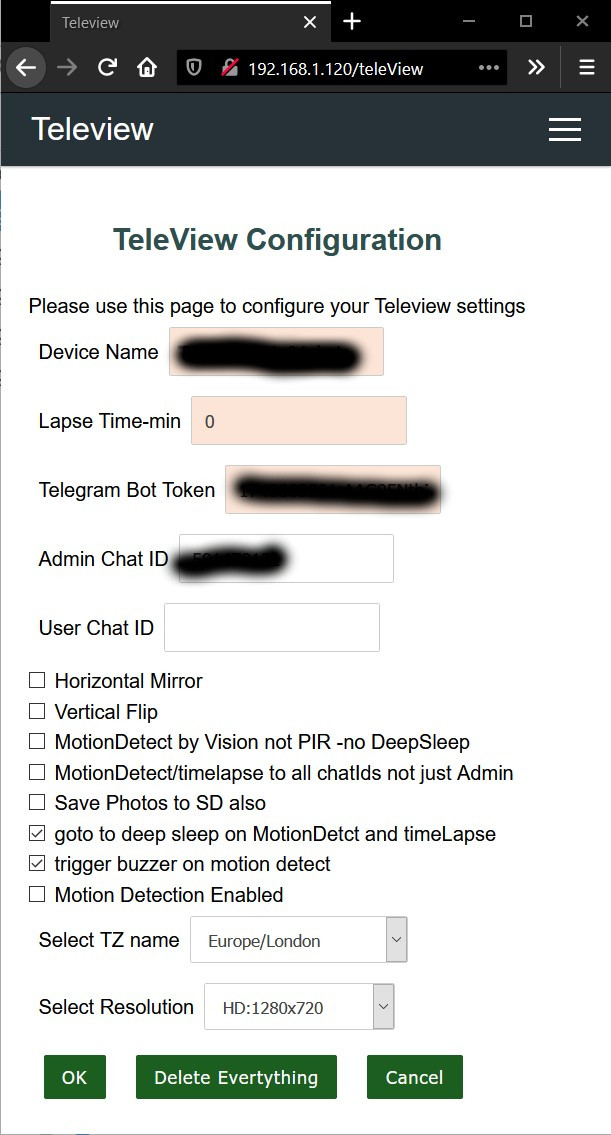 Teleview
192.168.1.120/teleView
Teleview
TeleView Configuration
Please use this page to configure your Teleview settings
Device Name
Lapse Time-min 0
Telegram Bot Token
Admin Chat ID
User Chat ID
Horizontal Mirror
Vertical Flip
MotionDetect by Vision not PIR -no DeepSleep
MotionDetect/timelapse to all chatIds not just Admin
Save Photos to SD also
goto to deep sleep on MotionDetct and timeLapse
trigger buzzer on motion detect
Motion Detection Enabled
Select TZ name Europe/London
Select Resolution HD:1280x720
OK Delete Evertything Cancel